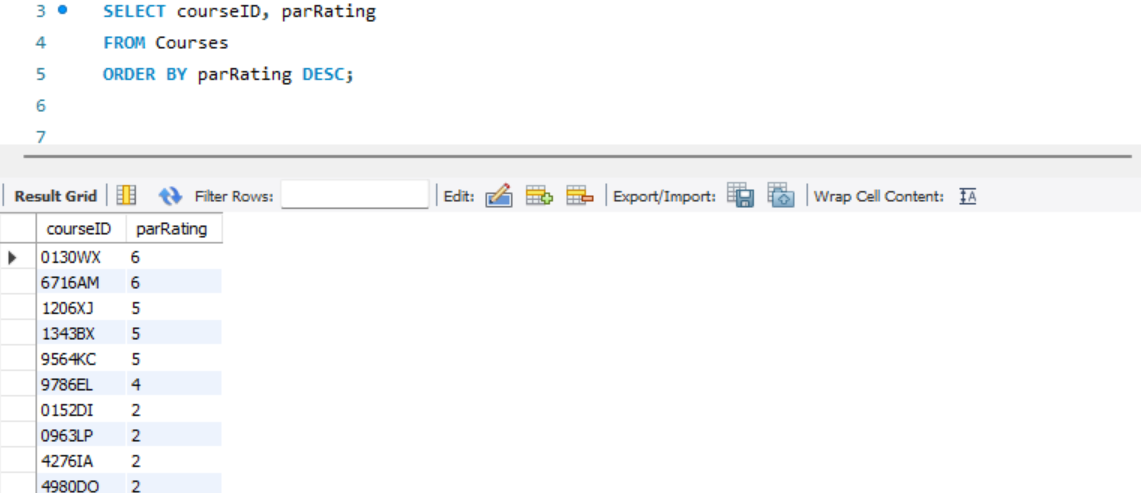 3 SELECT courseID, parRating
4 FROM Courses
5 ORDER BY parRating DESC;
6
7
Result Grid Filter Rows: Edit: Export/Import: Wrap Cell Content: IA
courseID parRating
0130WX 6
6716AM 6
1206XJ 5
1343BX 5
9564KC 5
9786EL 4
0152DI 2
0963LP 2
4276IA 2
4980DO 2